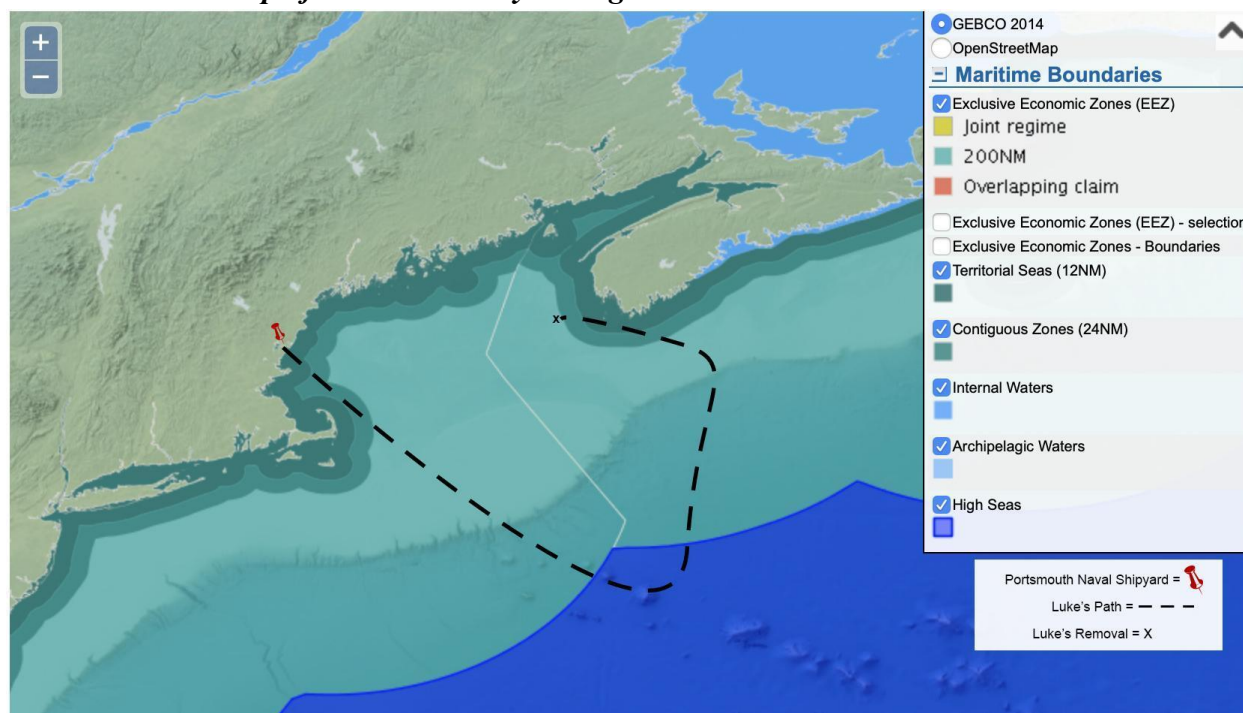 +
−
GEBCO 2014
OpenStreetMap
Maritime Boundaries
Exclusive Economic Zones (EEZ)
Joint regime
200NM
Overlapping claim
Exclusive Economic Zones (EEZ) - selection
Exclusive Economic Zones - Boundaries
Territorial Seas (12NM)
Contiguous Zones (24NM)
Internal Waters
Archipelagic Waters
High Seas
x
Portsmouth Naval Shipyard =
Luke's Path = – – – –
Luke's Removal = X